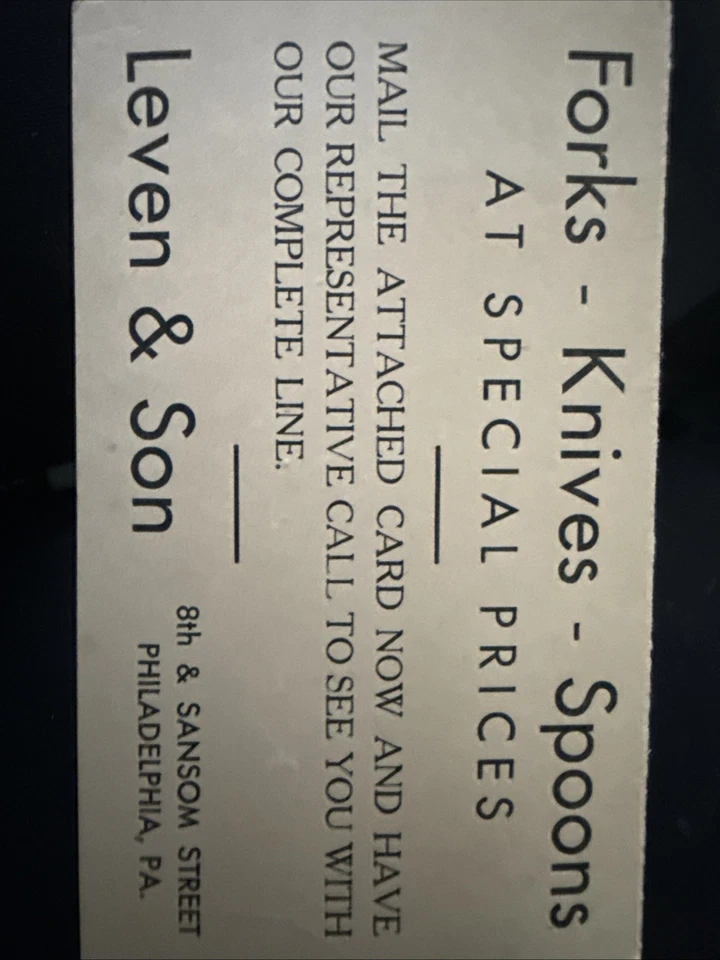 Forks - Knives - Spoons
AT SPECIAL PRICES
MAIL THE ATTACHED CARD NOW AND HAVE
OUR REPRESENTATIVE CALL TO SEE YOU WITH
OUR COMPLETE LINE.
Leven & Son
8th & SANSOM STREET
PHILADELPHIA, PA.